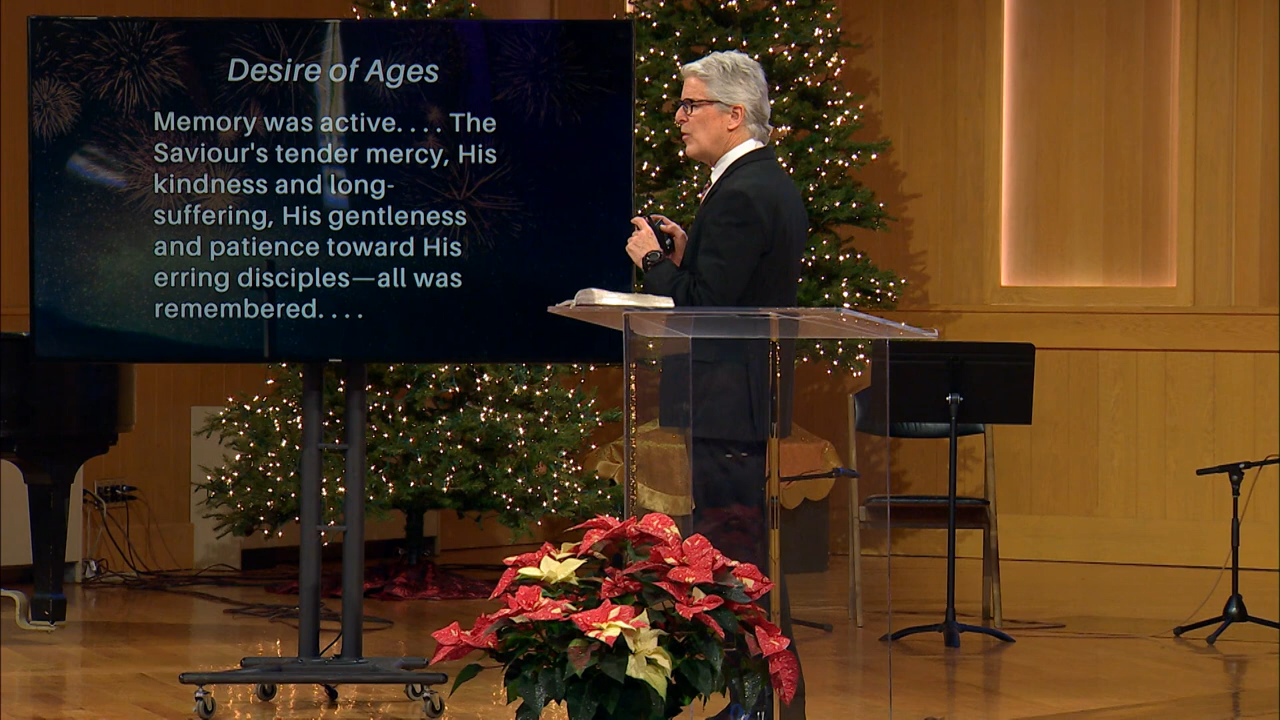 Desire of Ages
Memory was active. . . . The
Saviour's tender mercy, His
kindness and long-
suffering, His gentleness
and patience toward His
erring disciples—all was
remembered. . . .